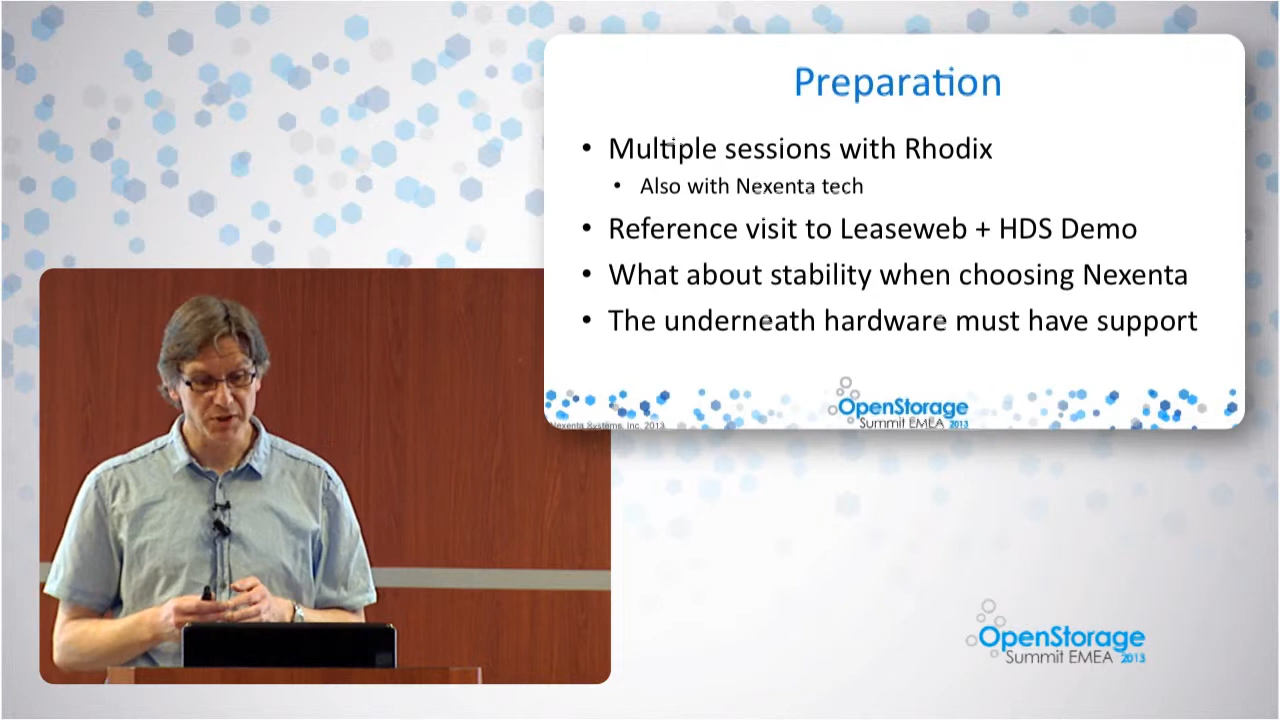 Preparation
• Multiple sessions with Rhodix
• Also with Nexenta tech
• Reference visit to Leaseweb + HDS Demo
• What about stability when choosing Nexenta
• The underneath hardware must have support
OpenStorage
Summit EMEA 2013
Nexenta Systems, Inc. 2013
OpenStorage
Summit EMEA 2013